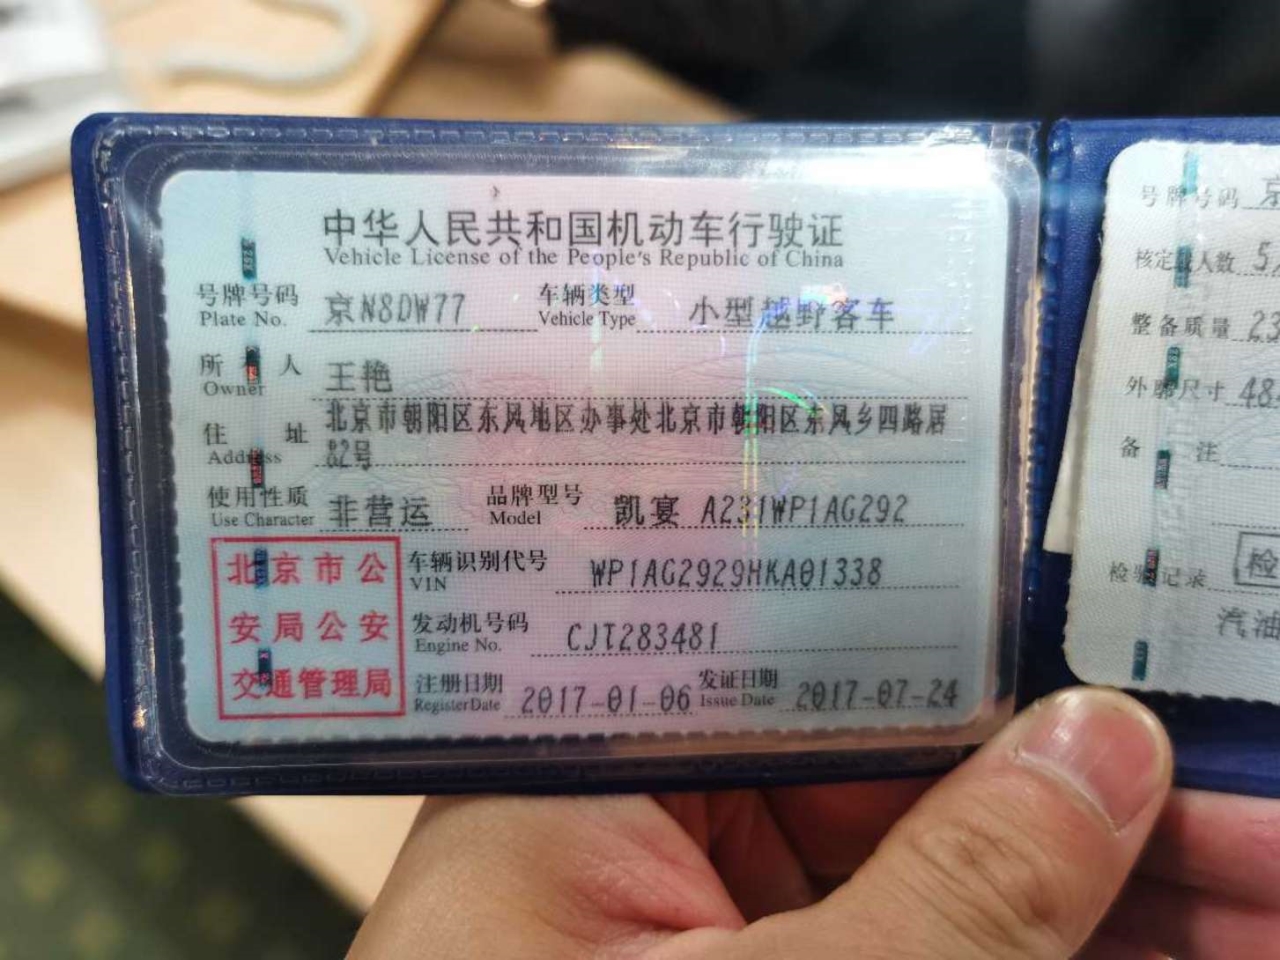 中华人民共和国机动车行驶证
Vehicle License of the People's Republic of China
号牌号码 京N8DW77 车辆类型 小型越野客车
Plate No. Vehicle Type
所 人 王艳
Owner
住 址 北京市朝阳区东风地区办事处北京市朝阳区东风乡四路居
Address 82号
使用性质 非营运 品牌型号 凯宴 A231WP1AG292
Use Character Model
北京市公
安局公安
交通管理局
车辆识别代号 WP1AG2929HKA01338
VIN
发动机号码 CJT283481
Engine No.
注册日期 2017-01-06 发证日期 2017-07-24
Register Date Issue Date
号牌号码 京
核定载人数 5
整备质量 23
外廓尺寸 48
备 注
检验记录 检
汽油